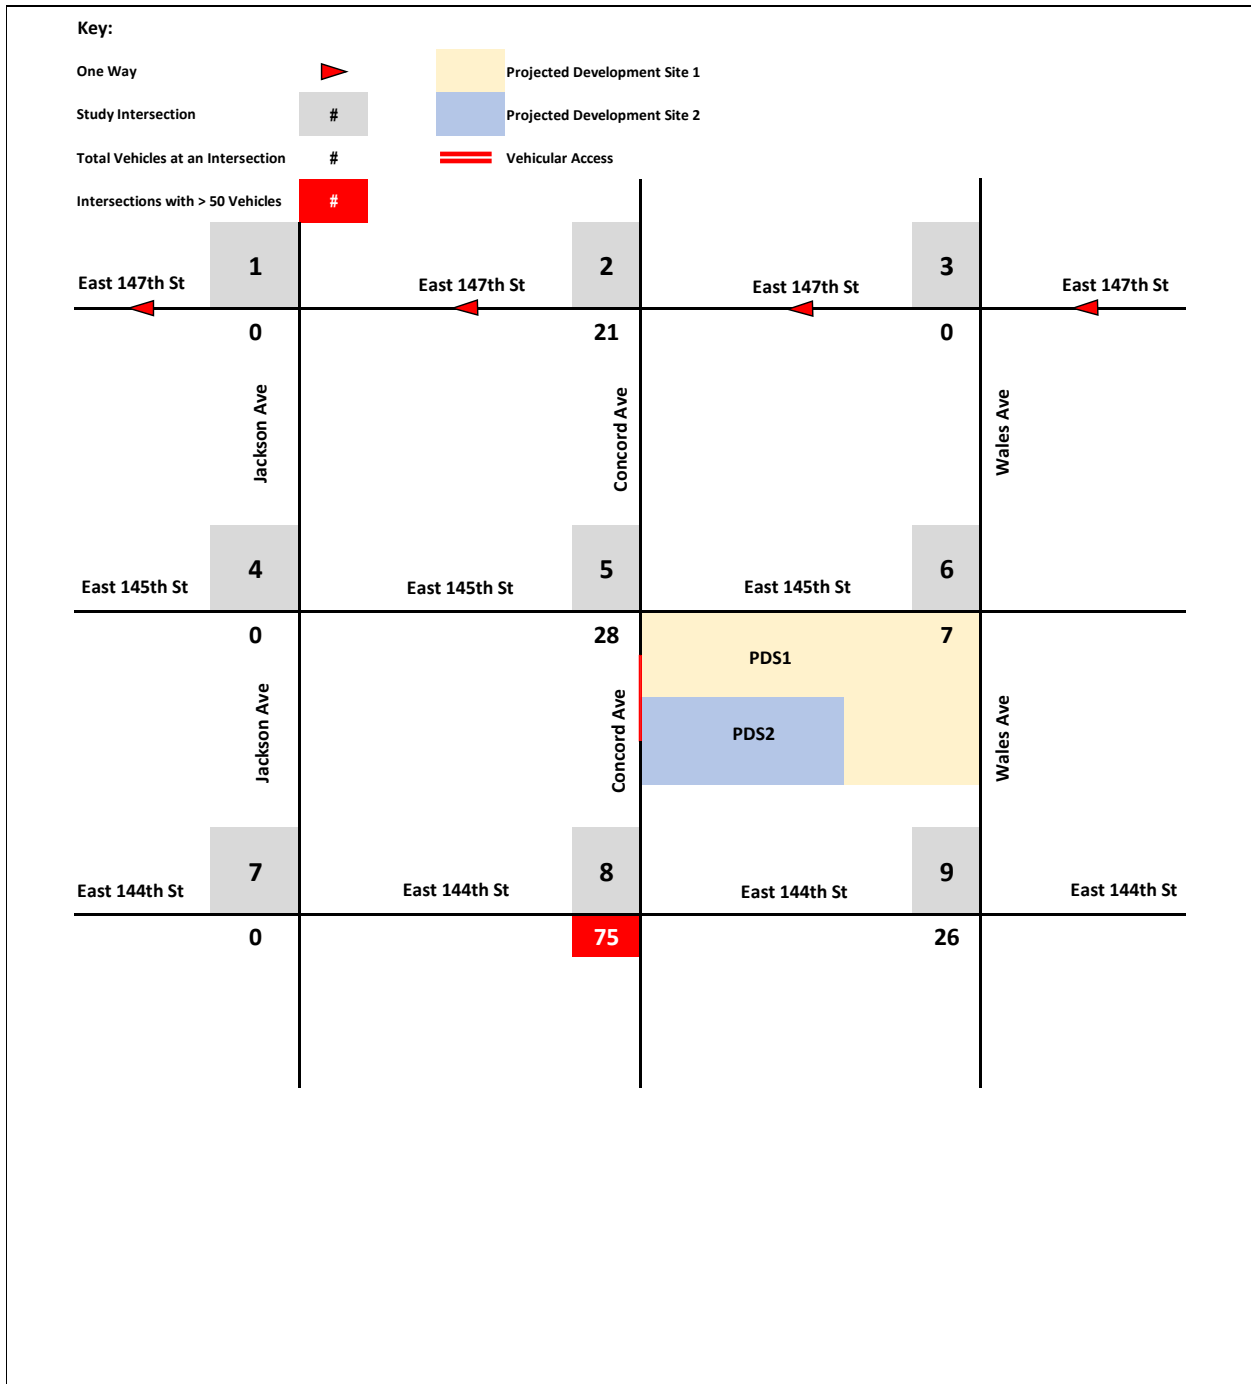 Key:
One Way
Projected Development Site 1
Study Intersection
#
Projected Development Site 2
Total Vehicles at an Intersection
#
Vehicular Access
Intersections with > 50 Vehicles
#
1
2
3
East 147th St
East 147th St
East 147th St
East 147th St
0
21
0
Jackson Ave
Concord Ave
Wales Ave
4
5
6
East 145th St
East 145th St
East 145th St
0
28
7
PDS1
Jackson Ave
Concord Ave
PDS2
Wales Ave
7
8
9
East 144th St
East 144th St
East 144th St
East 144th St
0
75
26